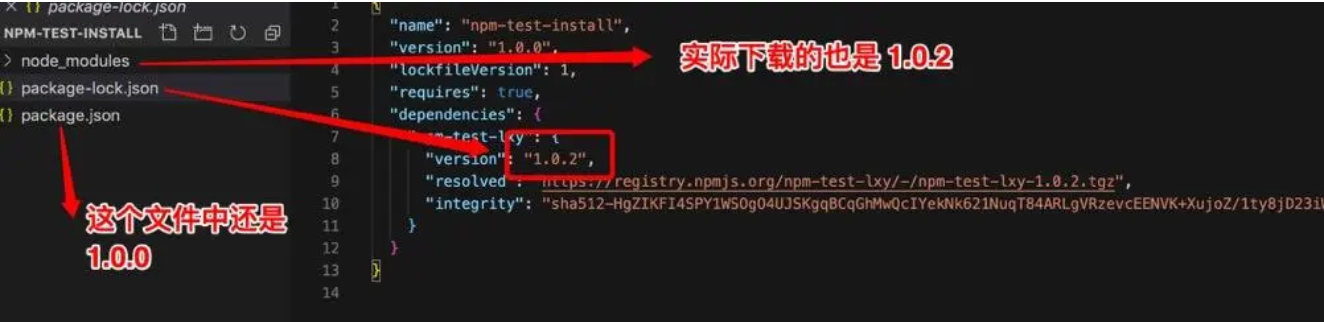 package-lock.json
NPM-TEST-INSTALL
node_modules
package-lock.json
package.json
实际下载的也是 1.0.2
这个文件中还是
1.0.0
1 {
2 "name": "npm-test-install",
3 "version": "1.0.0",
4 "lockfileVersion": 1,
5 "requires": true,
6 "dependencies": {
7 m-test-lxy": {
8 "version": "1.0.2",
9 "resolved": "https://registry.npmjs.org/npm-test-lxy/-/npm-test-lxy-1.0.2.tgz",
10 "integrity": "sha512-HgZIKFI4SPY1WSOgO4UJSKgqBCqGhMwQcIYekNk621NuqT84ARLgVRzevcEENVK+XujoZ/1ty8jD23iW
11 }
12 }
13 }
14